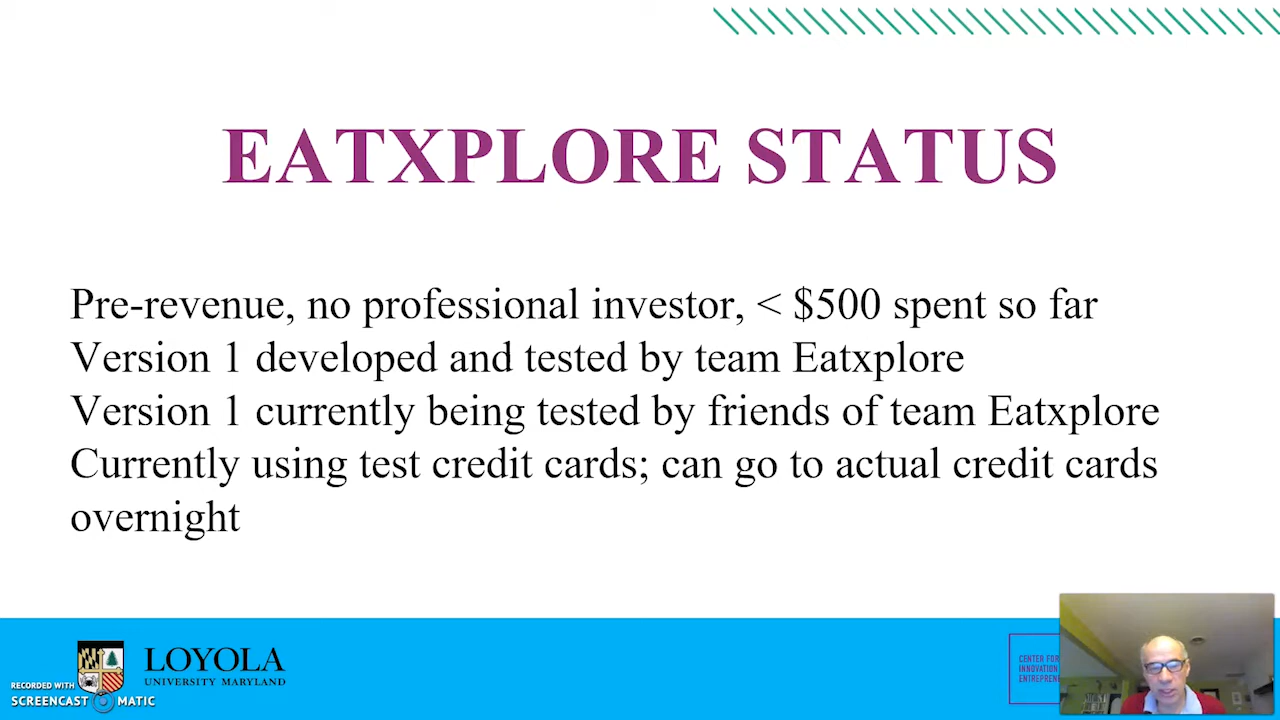 EATXPLORE STATUS
Pre-revenue, no professional investor, < $500 spent so far
Version 1 developed and tested by team Eatxplore
Version 1 currently being tested by friends of team Eatxplore
Currently using test credit cards; can go to actual credit cards
overnight
LOYOLA
UNIVERSITY MARYLAND
RECORDED WITH
SCREENCAST MATIC
CENTER FOR
INNOVATION